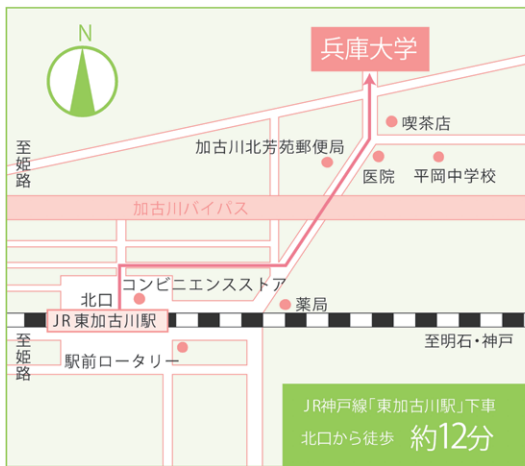 N
兵庫大学
至姫路
喫茶店
加古川北芳苑郵便局
医院
平岡中学校
加古川バイパス
コンビニエンスストア
北口
薬局
JR東加古川駅
至姫路
至明石・神戸
駅前ロータリー
JR神戸線「東加古川駅」下車
北口から徒歩 約12分